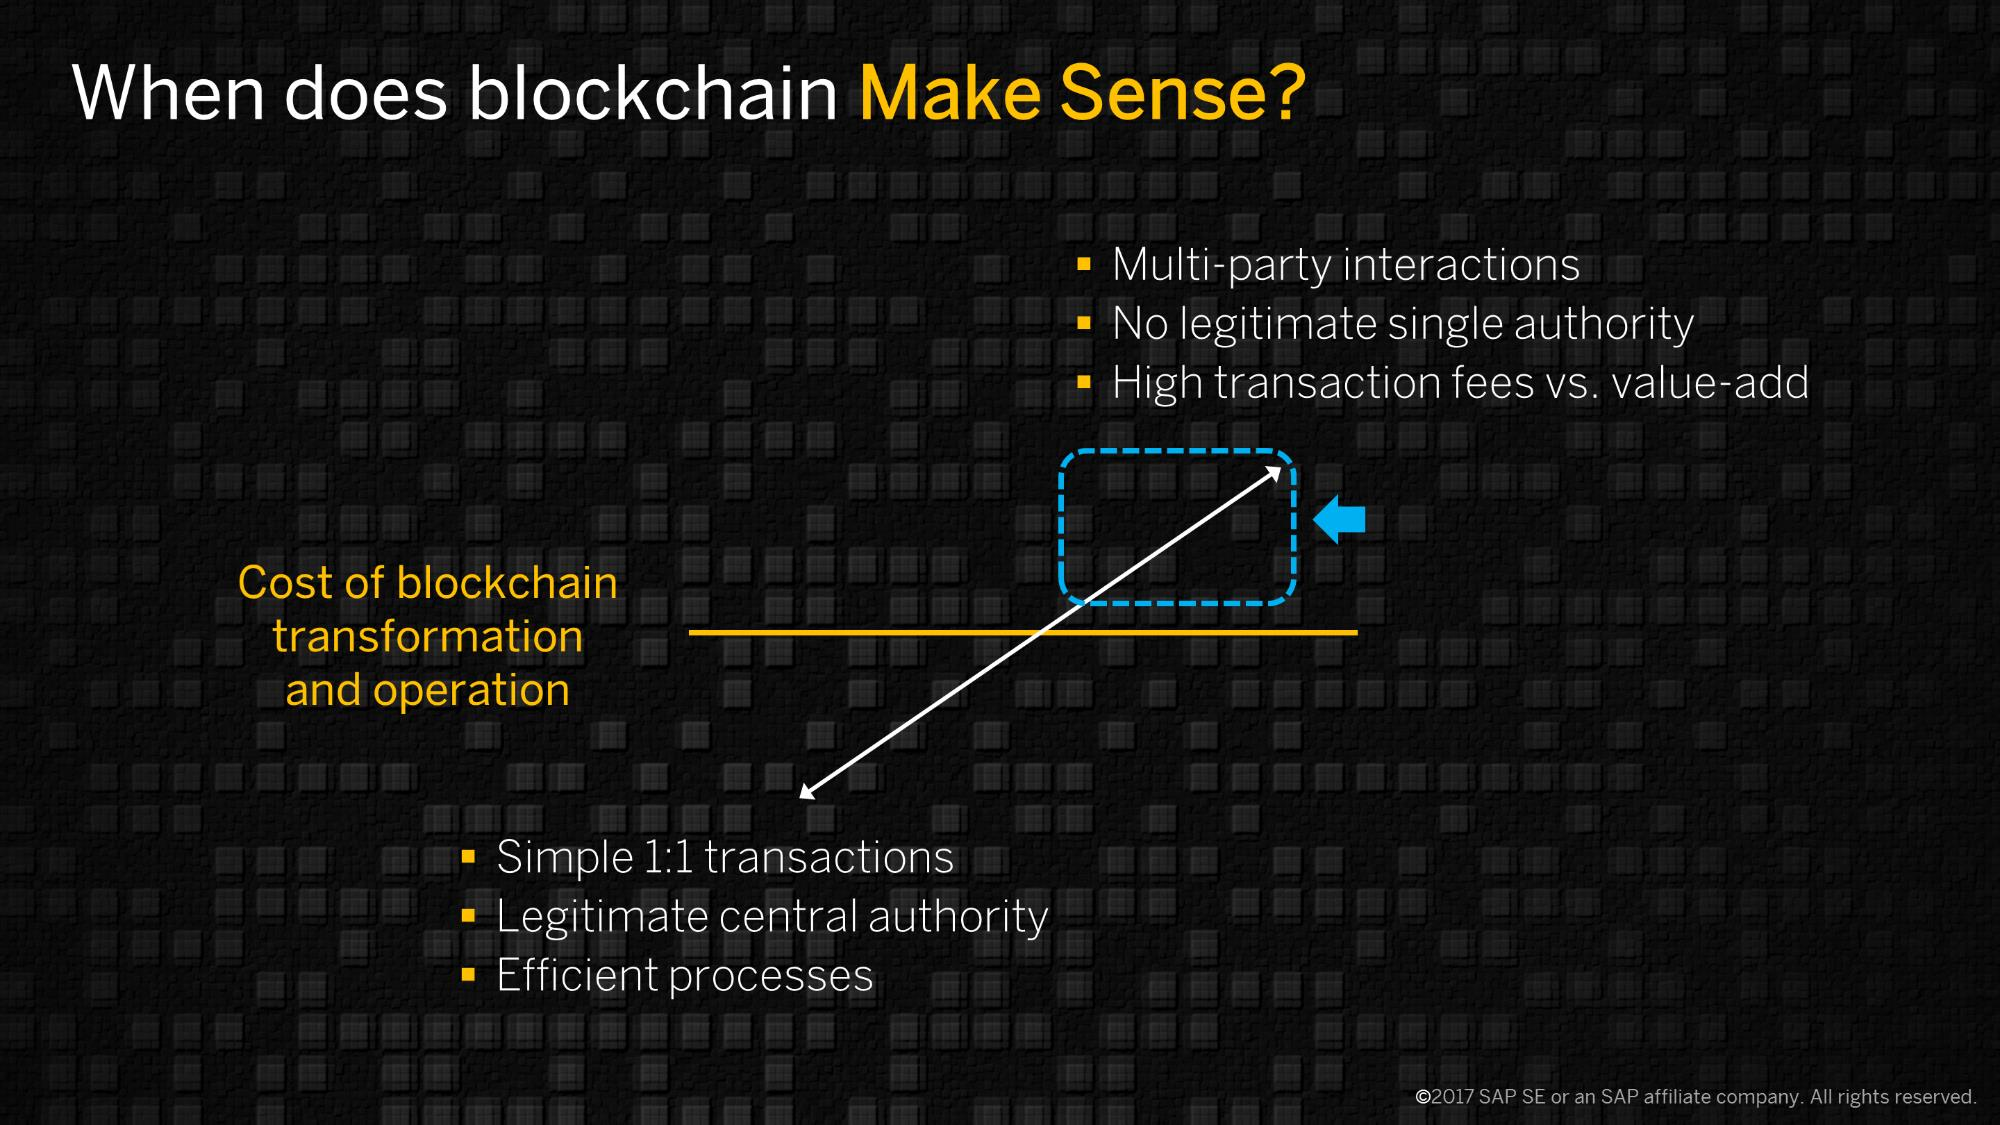 When does blockchain Make Sense?
▪ Multi-party interactions
▪ No legitimate single authority
▪ High transaction fees vs. value-add
Cost of blockchain
transformation
and operation
▪ Simple 1:1 transactions
▪ Legitimate central authority
▪ Efficient processes
©2017 SAP SE or an SAP affiliate company. All rights reserved.